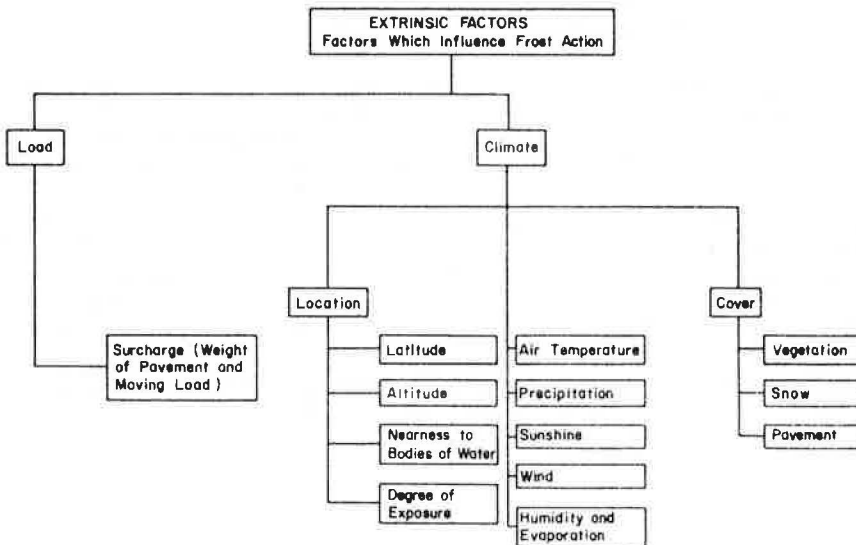 EXTRINSIC FACTORS
Factors Which Influence Frost Action
Load
Climate
Location
Cover
Surcharge (Weight
of Pavement and
Moving Load)
Latitude
Altitude
Nearness to
Bodies of Water
Degree of
Exposure
Air Temperature
Precipitation
Sunshine
Wind
Humidity and
Evaporation
Vegetation
Snow
Pavement